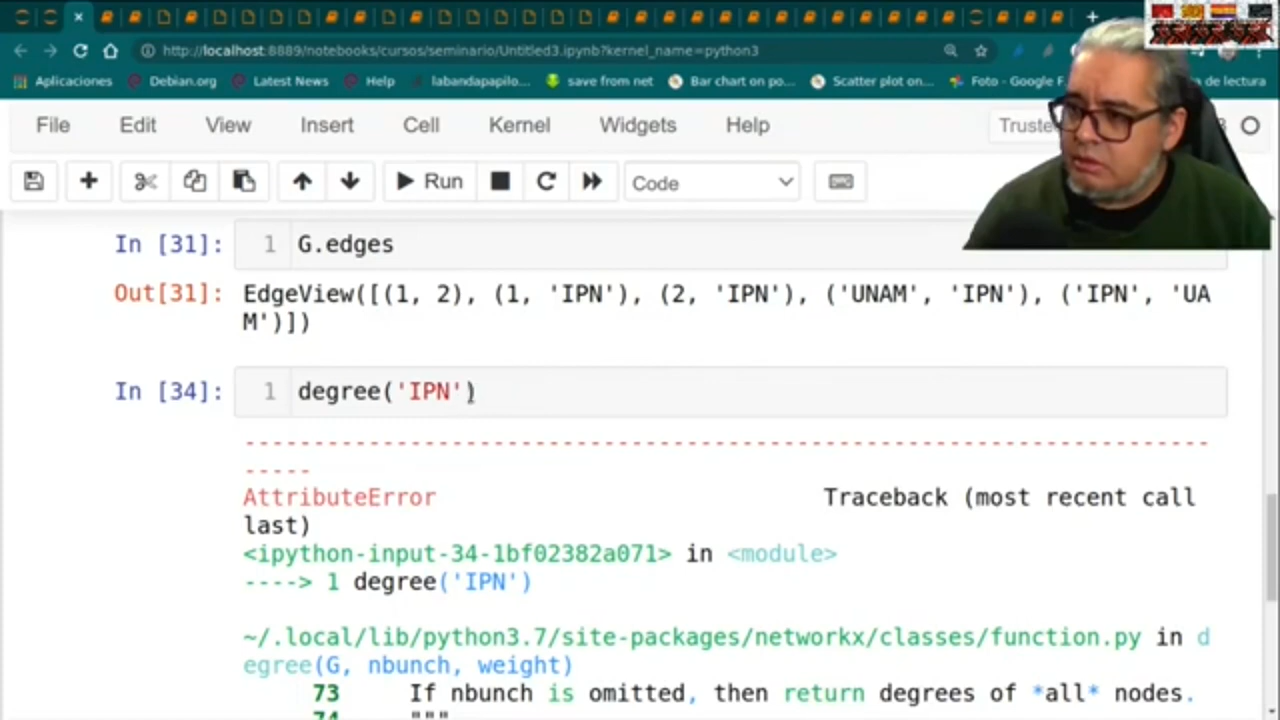 http://localhost:8889/notebooks/cursos/seminario/Untitled3.ipynb?kernel_name=python3
Aplicaciones Debian.org Latest News Help labandapapilo... save from net Bar chart on po... Scatter plot on... Foto - Google F de lectura
File Edit View Insert Cell Kernel Widgets Help Truste 3
Run Code
In [31]: 1 G.edges
Out[31]: EdgeView([(1, 2), (1, 'IPN'), (2, 'IPN'), ('UNAM', 'IPN'), ('IPN', 'UA
M')])
In [34]: 1 degree('IPN')
---------------------------------------------------------------------------
-----
AttributeError Traceback (most recent call
last)
<ipython-input-34-1bf02382a071> in <module>
----> 1 degree('IPN')
~/.local/lib/python3.7/site-packages/networkx/classes/function.py in d
egree(G, nbunch, weight)
73 If nbunch is omitted, then return degrees of *all* nodes.
74 """